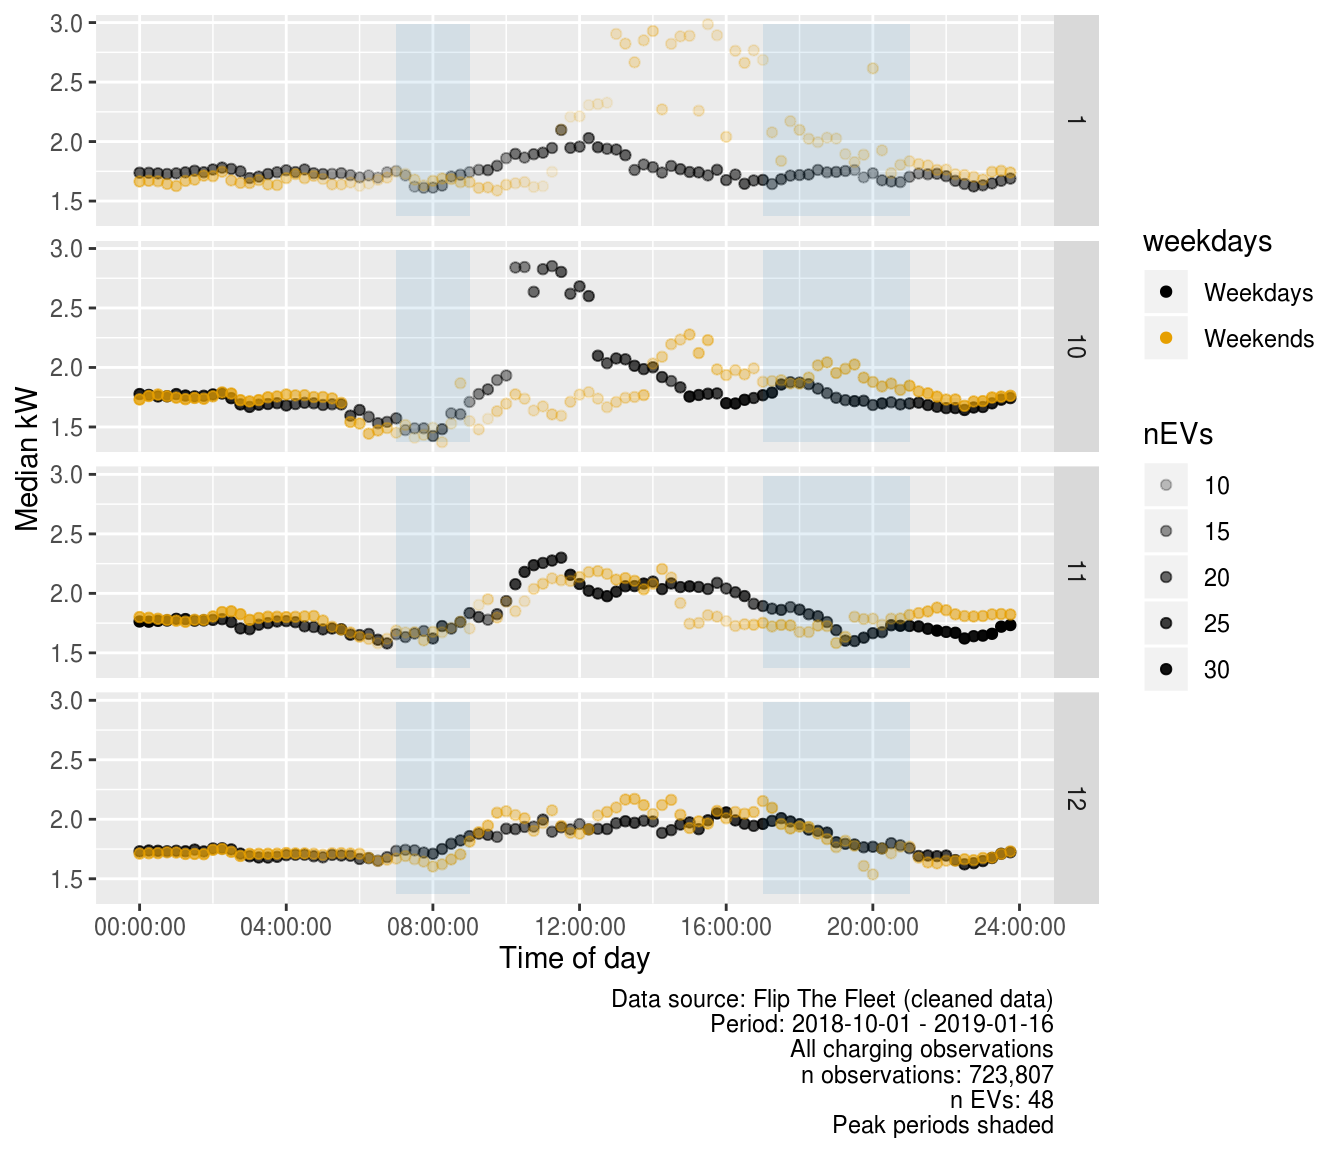 Median kW
3.0
2.5
2.0
1.5
1
3.0
2.5
2.0
1.5
10
3.0
2.5
2.0
1.5
11
3.0
2.5
2.0
1.5
12
00:00:00 04:00:00 08:00:00 12:00:00 16:00:00 20:00:00 24:00:00
Time of day
weekdays
Weekdays
Weekends
nEVs
10
15
20
25
30
Data source: Flip The Fleet (cleaned data)
Period: 2018-10-01 - 2019-01-16
All charging observations
n observations: 723,807
n EVs: 48
Peak periods shaded